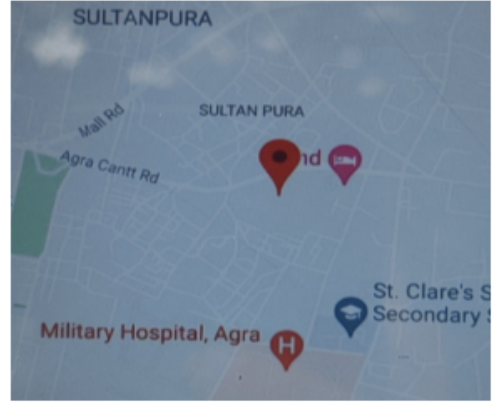 SULTANPURA
SULTAN PURA
Mall Rd
Agra Cantt Rd
nd
St. Clare's S
Secondary S
Military Hospital, Agra
H